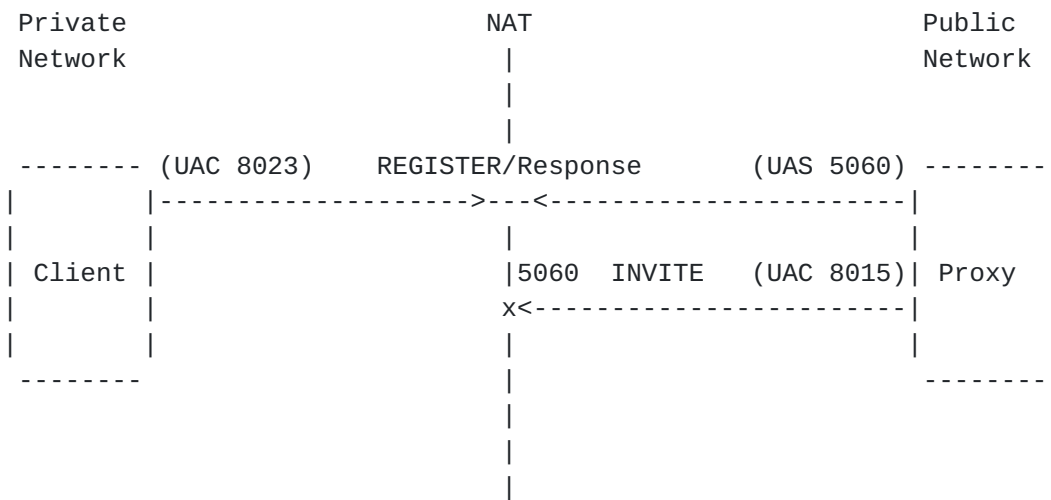 Private NAT Public
Network | Network
|
|
-------- (UAC 8023) REGISTER/Response (UAS 5060) --------
| |-------------------->---<-----------------------|
| | | |
| Client | |5060 INVITE (UAC 8015)| Proxy
| | x<------------------------|
| | | |
-------- | --------
|
|
|